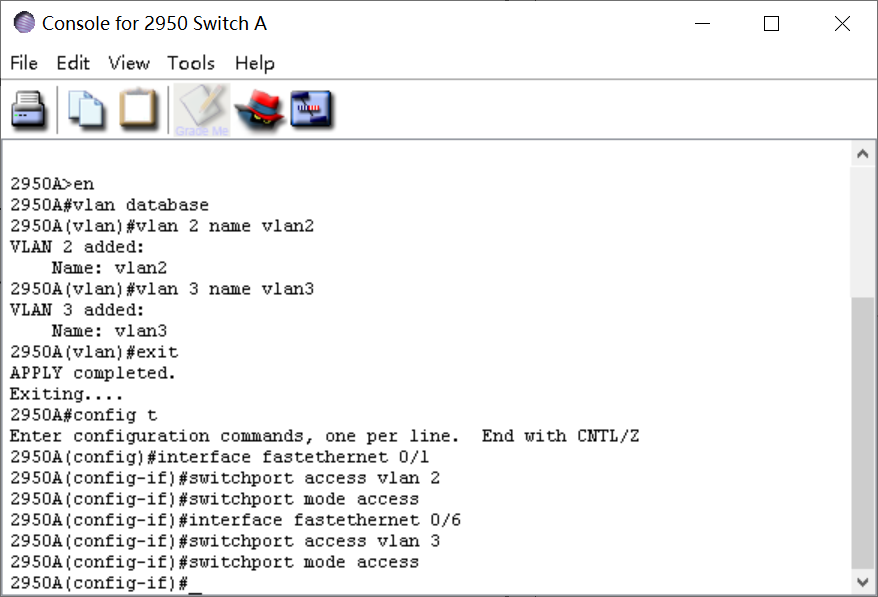 Console for 2950 Switch A
File Edit View Tools Help
Grade Me
2950A>en
2950A#vlan database
2950A(vlan)#vlan 2 name vlan2
VLAN 2 added:
    Name: vlan2
2950A(vlan)#vlan 3 name vlan3
VLAN 3 added:
    Name: vlan3
2950A(vlan)#exit
APPLY completed.
Exiting....
2950A#config t
Enter configuration commands, one per line.  End with CNTL/Z
2950A(config)#interface fastethernet 0/1
2950A(config-if)#switchport access vlan 2
2950A(config-if)#switchport mode access
2950A(config-if)#interface fastethernet 0/6
2950A(config-if)#switchport access vlan 3
2950A(config-if)#switchport mode access
2950A(config-if)#_